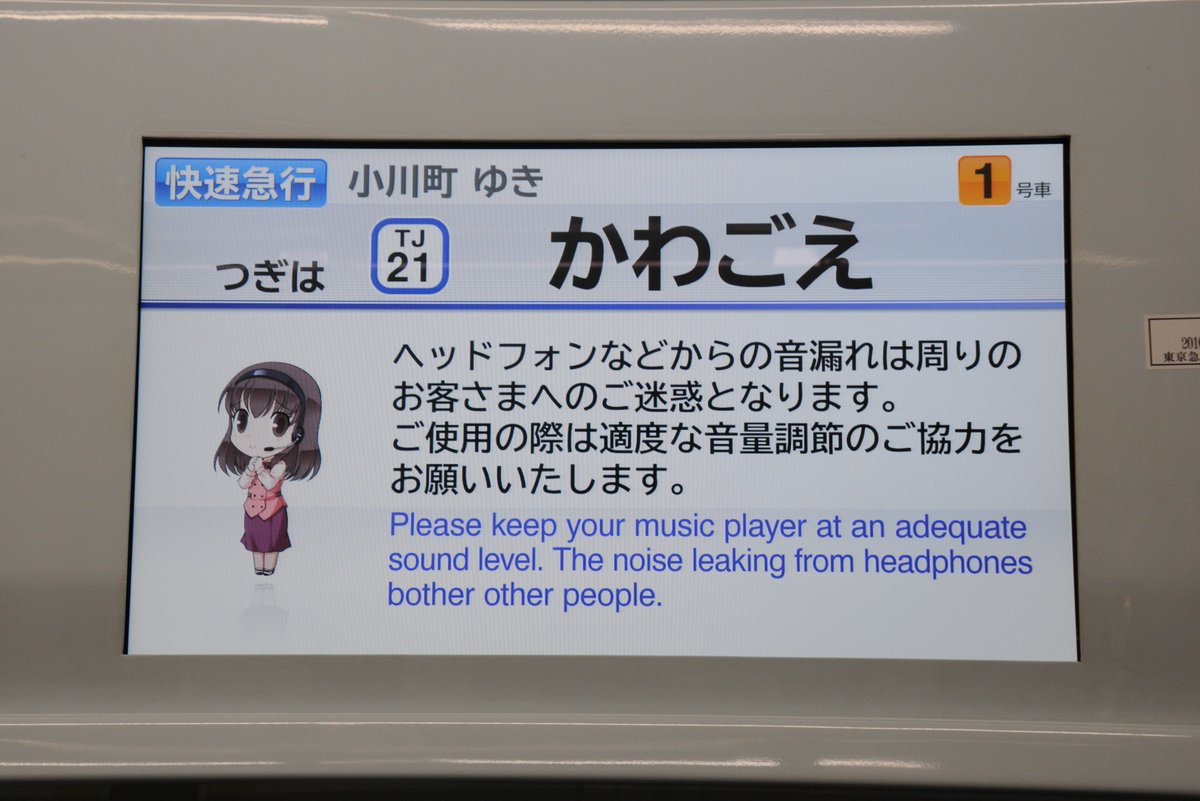 快速急行 小川町 ゆき 1 号車
つぎは TJ 21 かわごえ
ヘッドフォンなどからの音漏れは周りの
お客さまへのご迷惑となります。
ご使用の際は適度な音量調節のご協力を
お願いいたします。
Please keep your music player at an adequate
sound level. The noise leaking from headphones
bother other people.
201
東京急